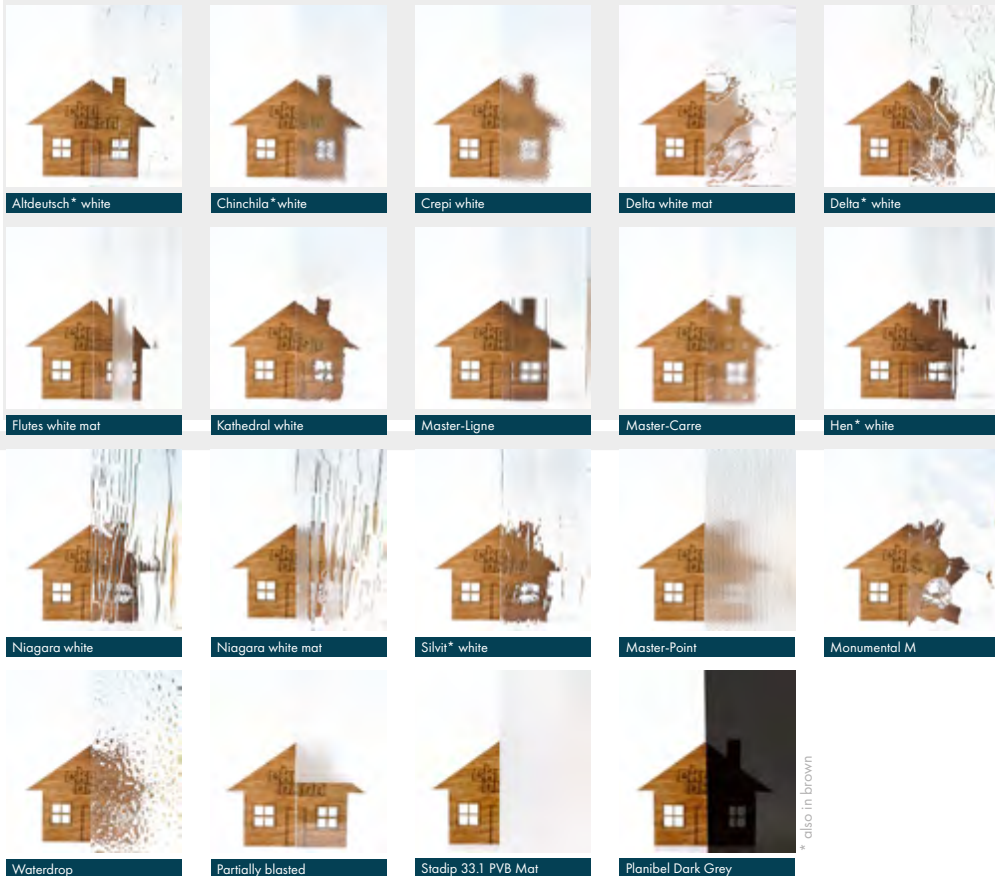 Altdeutsch* white
Chinchila*white
Crepi white
Delta white mat
Delta* white
Flutes white mat
Kathedral white
Master-Ligne
Master-Carre
Hen* white
Niagara white
Niagara white mat
Silvit* white
Master-Point
Monumental M
Waterdrop
Partially blasted
Stadip 33.1 PVB Mat
Planibel Dark Grey
* also in brown